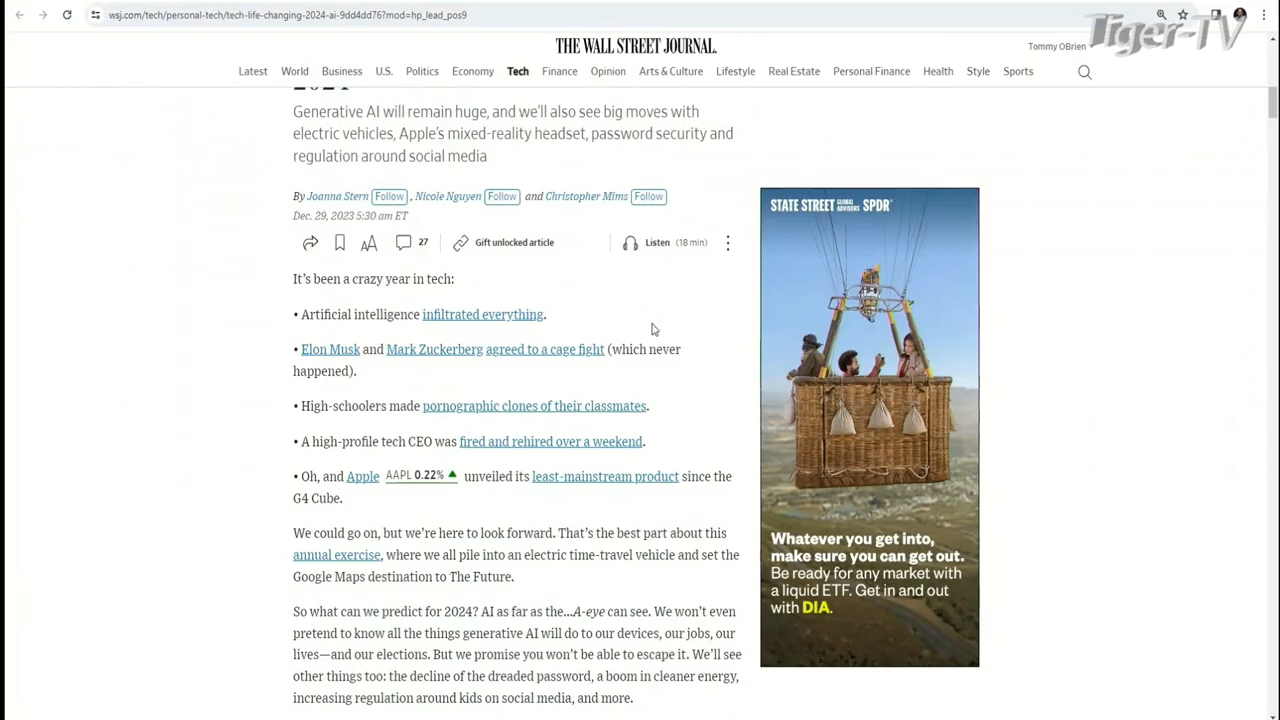 wsj.com/tech/personal-tech/tech-life-changing-2024-ai-9dd4dd76?mod=hp_lead_pos9
Tiger-TV
THE WALL STREET JOURNAL.
Tommy OBrien
Latest World Business U.S. Politics Economy Tech Finance Opinion Arts & Culture Lifestyle Real Estate Personal Finance Health Style Sports
2024
Generative AI will remain huge, and we'll also see big moves with
electric vehicles, Apple's mixed-reality headset, password security and
regulation around social media
By Joanna Stern Follow , Nicole Nguyen Follow and Christopher Mims Follow
Dec. 29, 2023 5:30 am ET
AA 27 Gift unlocked article Listen (18 min)
It's been a crazy year in tech:
• Artificial intelligence infiltrated everything.
• Elon Musk and Mark Zuckerberg agreed to a cage fight (which never
happened).
• High-schoolers made pornographic clones of their classmates.
• A high-profile tech CEO was fired and rehired over a weekend.
• Oh, and Apple AAPL 0.22% unveiled its least-mainstream product since the
G4 Cube.
We could go on, but we're here to look forward. That's the best part about this
annual exercise, where we all pile into an electric time-travel vehicle and set the
Google Maps destination to The Future.
So what can we predict for 2024? AI as far as the...A-eye can see. We won't even
pretend to know all the things generative AI will do to our devices, our jobs, our
lives—and our elections. But we promise you won't be able to escape it. We'll see
other things too: the decline of the dreaded password, a boom in cleaner energy,
increasing regulation around kids on social media, and more.
STATE STREET GLOBAL ADVISORS SPDR®
Whatever you get into,
make sure you can get out.
Be ready for any market with
a liquid ETF. Get in and out
with DIA.